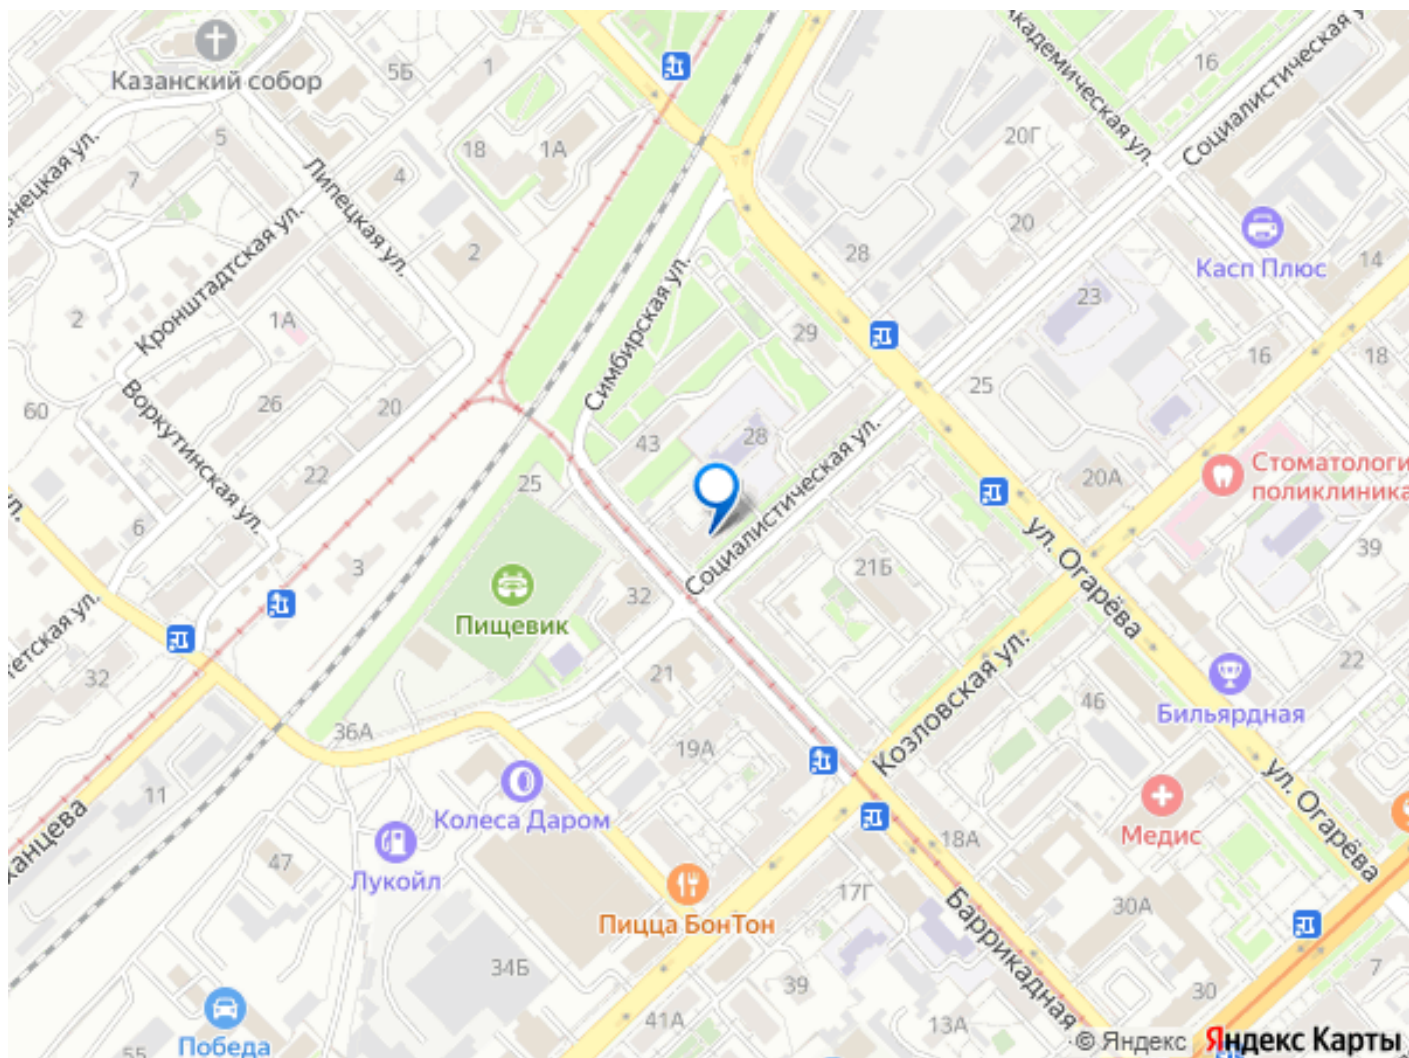 Казанский собор
5Б
1
16
Академическая ул.
Социалистическая ул.
20Г
5
18
1А
7
4
Липецкая ул.
Кронштадтская ул.
2
20
28
Касп Плюс
14
23
Симбирская ул.
2
1А
29
16
18
25
60
Воркутинская ул.
26
20
43
28
Социалистическая ул.
22
25
20А
Стоматологи
поликлиника
6
3
39
21Б
ул. Огарёва
32
Пищевик
32
21
22
Козловская ул.
46
Бильярдная
36А
19А
11
Колеса Даром
Медис
ул. Огарёва
18А
47
Лукойл
17Г
30А
Пицца БонТон
Баррикадная
34Б
39
7
30
41А
13А
55
Победа
© Яндекс Яндекс Карты